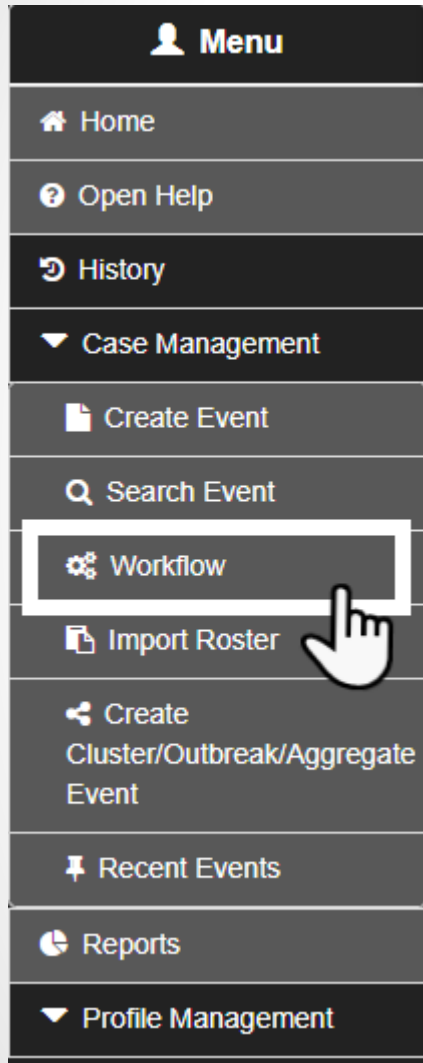 Menu
Home
Open Help
History
Case Management
Create Event
Search Event
Workflow
Import Roster
Create
Cluster/Outbreak/Aggregate
Event
Recent Events
Reports
Profile Management